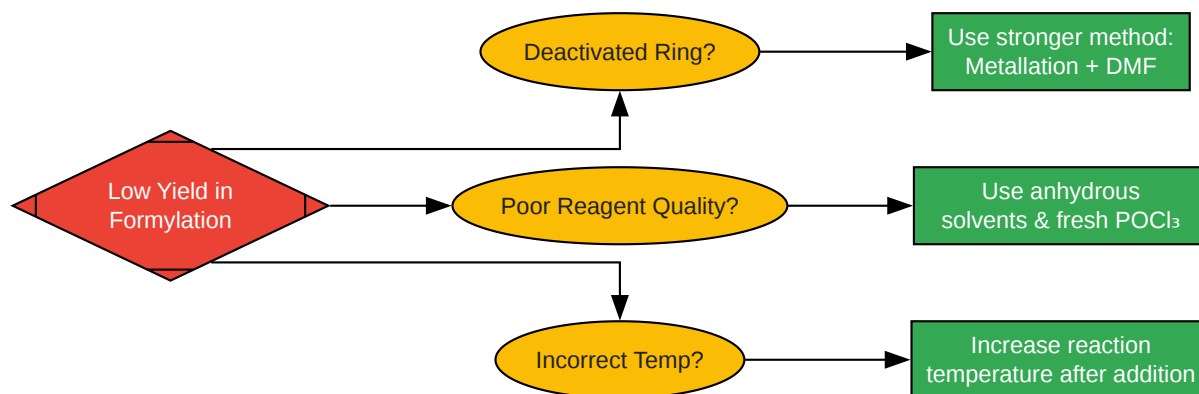 Deactivated Ring?
Use stronger method:
Metallation + DMF
Low Yield in
Formylation
Poor Reagent Quality?
Use anhydrous
solvents & fresh POCl₃
Incorrect Temp?
Increase reaction
temperature after addition